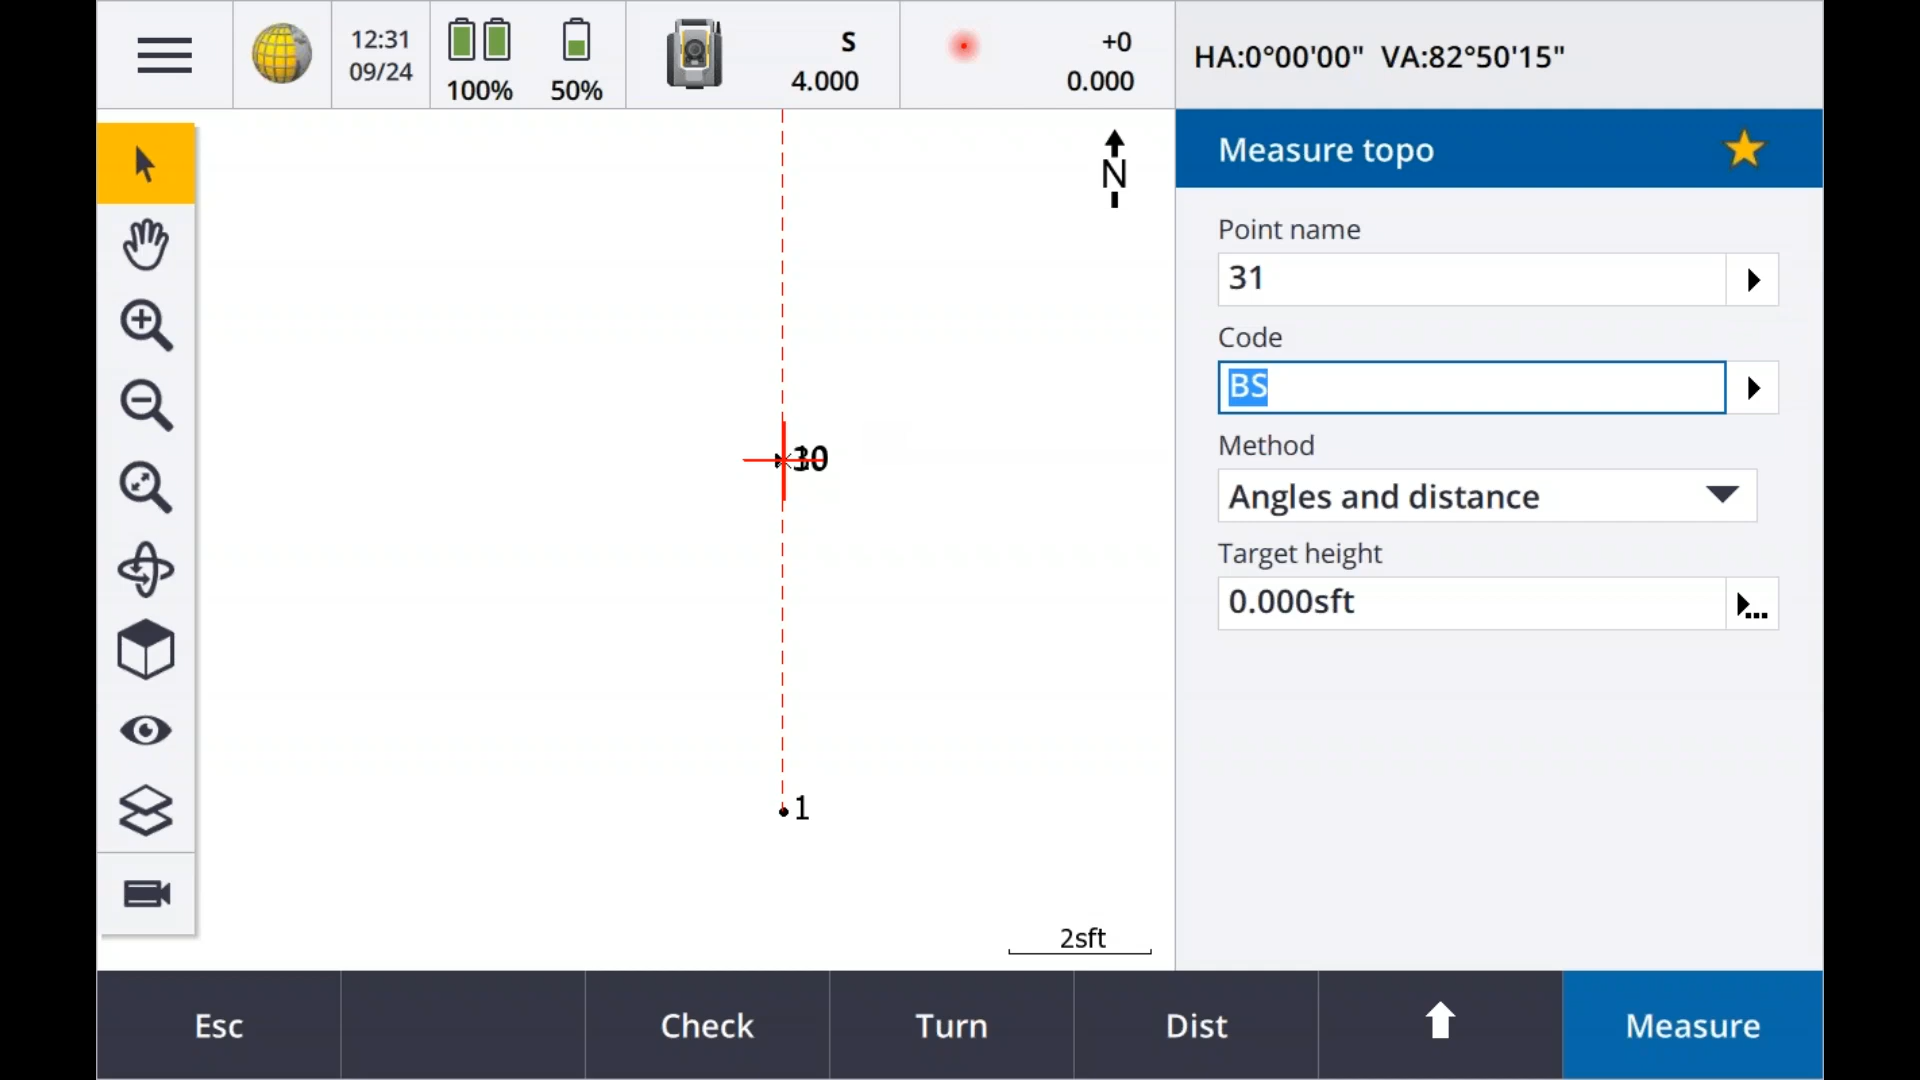 12:31
09/24
100%
50%
S
4.000
+0
0.000
HA:0°00'00" VA:82°50'15"
Measure topo
N
Point name
31
Code
BS
Method
Angles and distance
Target height
0.000sft
1
2sft
Esc
Check
Turn
Dist
Measure